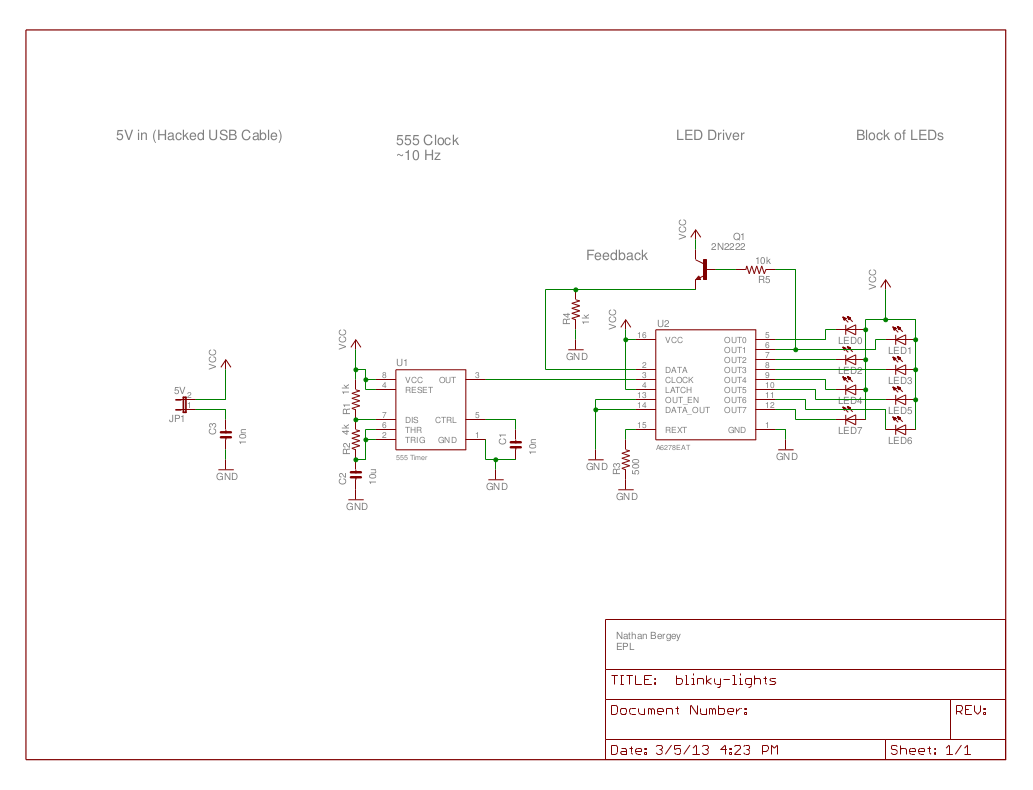 5V in (Hacked USB Cable)
555 Clock
~10 Hz
LED Driver
Block of LEDs
Feedback
VCC
Q1
2N2222
10k
R5
VCC
R4
1k
GND
VCC
U2
16 VCC
2 DATA
3 CLOCK
4 LATCH
13 OUT_EN
14 DATA_OUT
15 REXT
OUT0 5
OUT1 6
OUT2 7
OUT3 8
OUT4 9
OUT5 10
OUT6 11
OUT7 12
GND 1
A6278EAT
GND
R3
500
GND
GND
LED0
LED1
LED2
LED3
LED4
LED5
LED7
LED6
VCC
U1
8 VCC
4 RESET
7 DIS
6 THR
2 TRIG
OUT 3
CTRL 5
GND 1
555 Timer
R1
1k
R2
4k
C2
10u
GND
C1
10n
GND
VCC
5V
2
1
JP1
C3
10n
GND
Nathan Bergey
EPL
TITLE: blinky-lights
Document Number:
REV:
Date: 3/5/13 4:23 PM
Sheet: 1/1